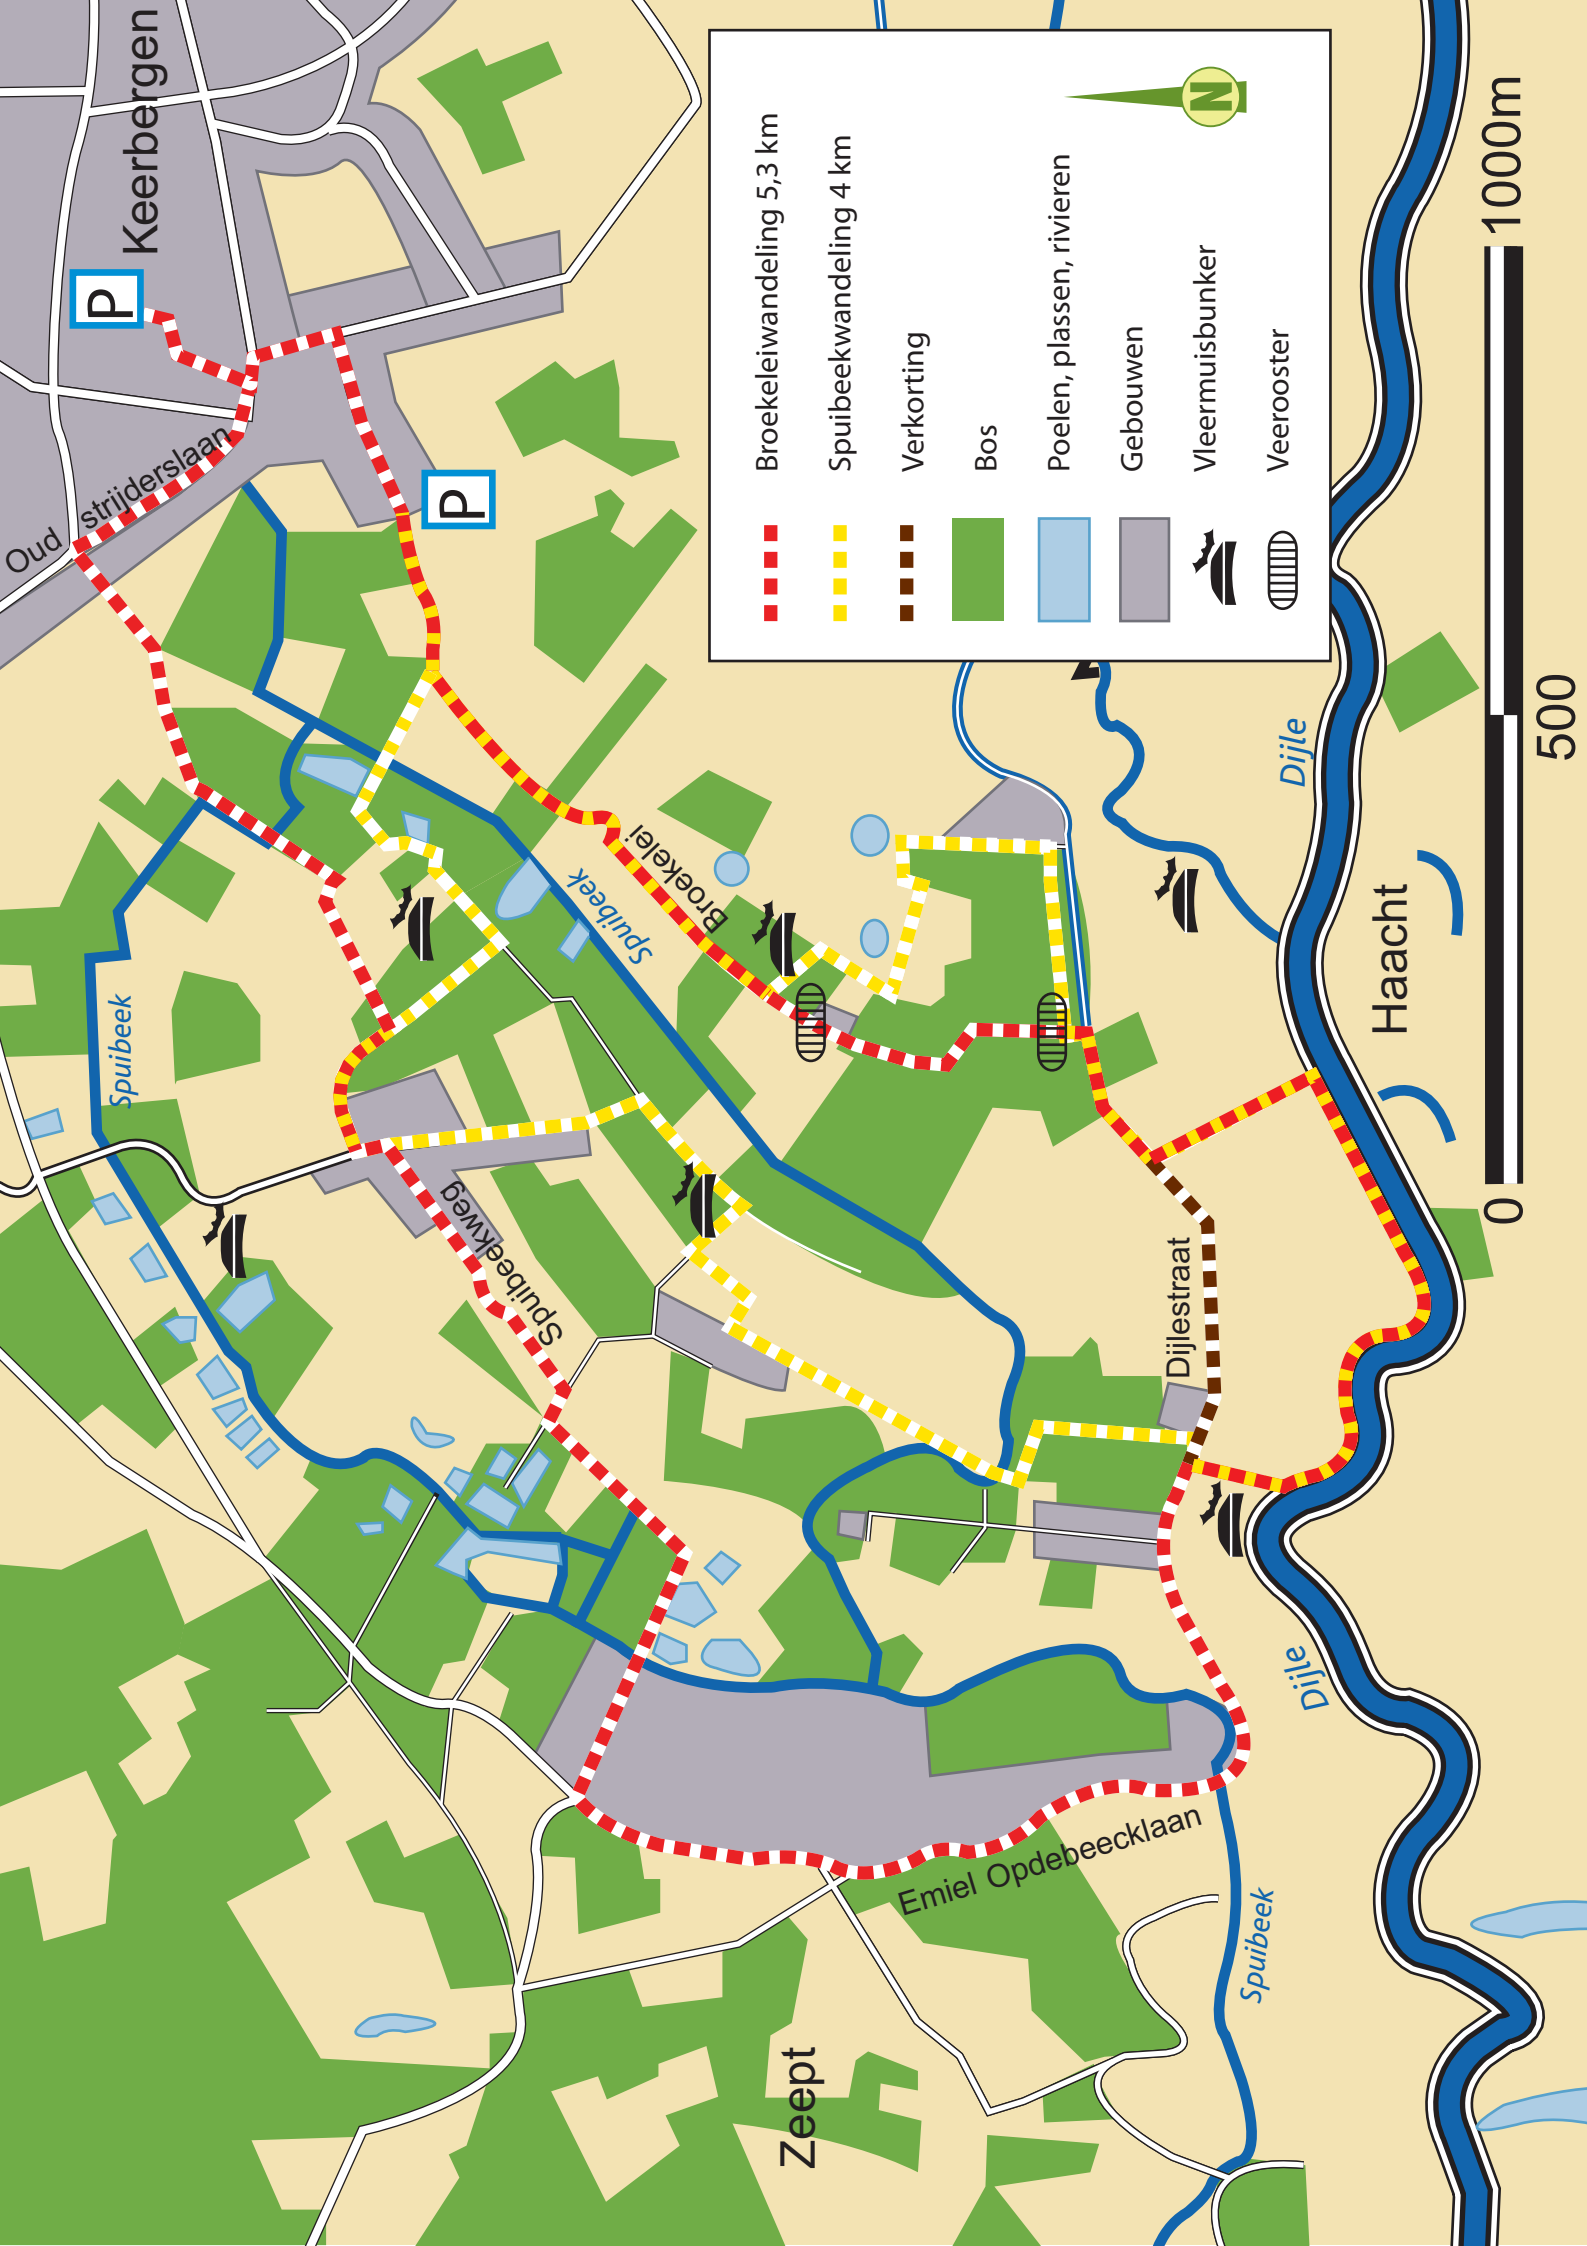 Keerbergen
P
Oud strijderslaan
P
Spuibeek
Spuibeek
Broekelei
Spuibeekweg
Dijlestraat
Dijle
Haacht
Dijle
Emiel Opdebeecklaan
Spuibeek
Zeept
Broekeleiwandeling 5,3 km
Spuibeekwandeling 4 km
Verkorting
Bos
Poelen, plassen, rivieren
Gebouwen
Vleermuisbunker
Veerooster
N
0
500
1000m